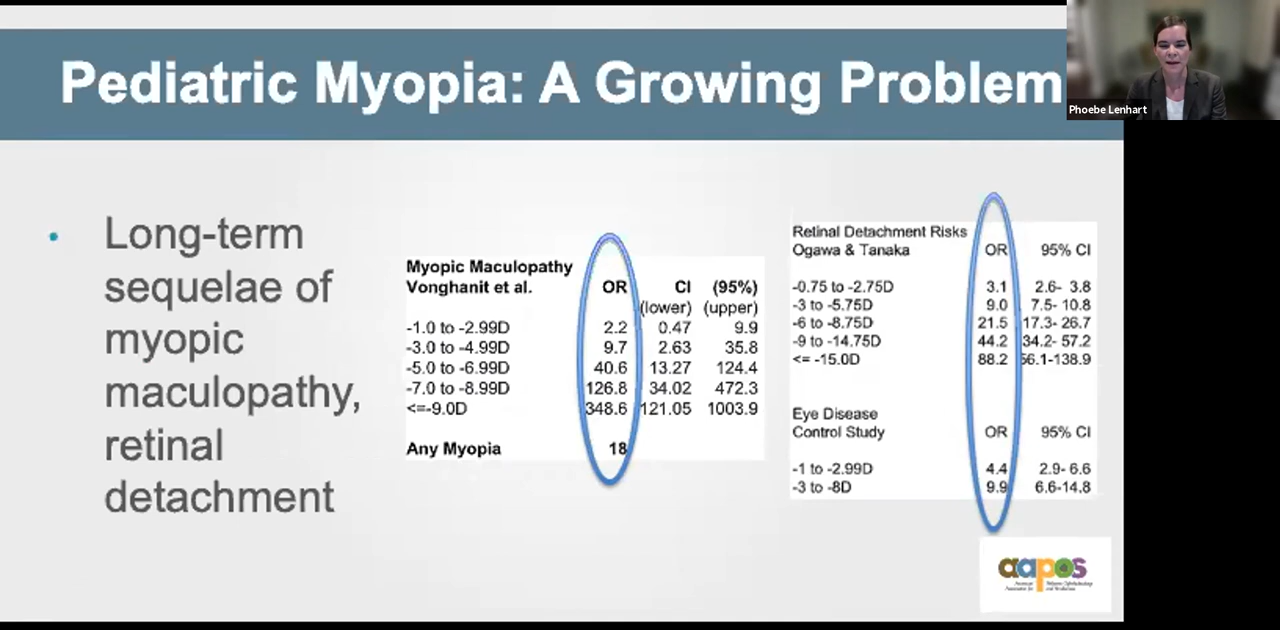 Pediatric Myopia: A Growing Problem
Phoebe Lenhart
• Long-term
sequelae of
myopic
maculopathy,
retinal
detachment
Myopic Maculopathy
Vonghanit et al. OR CI (95%)
(lower) (upper)
-1.0 to -2.99D 2.2 0.47 9.9
-3.0 to -4.99D 9.7 2.63 35.8
-5.0 to -6.99D 40.6 13.27 124.4
-7.0 to -8.99D 126.8 34.02 472.3
<=-9.0D 348.6 121.05 1003.9
Any Myopia 18
Retinal Detachment Risks
Ogawa & Tanaka OR 95% CI
-0.75 to -2.75D 3.1 2.6- 3.8
-3 to -5.75D 9.0 7.5- 10.8
-6 to -8.75D 21.5 17.3- 26.7
-9 to -14.75D 44.2 34.2- 57.2
<= -15.0D 88.2 56.1-138.9
Eye Disease
Control Study OR 95% CI
-1 to -2.99D 4.4 2.9- 6.6
-3 to -8D 9.9 6.6-14.8
aapos